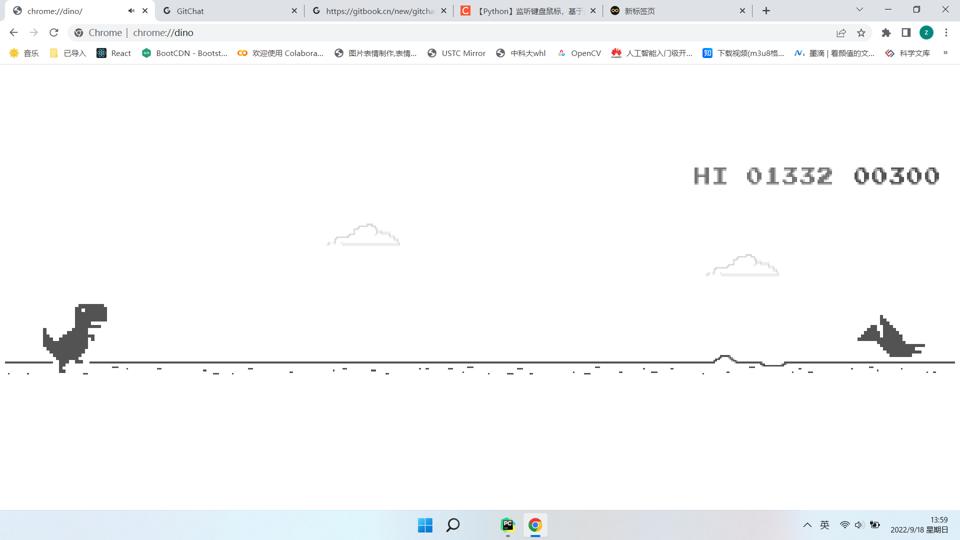 chrome://dino/
GitChat
https://gitbook.cn/new/gitcha
【Python】监听键盘鼠标，基于
新标签页
Chrome | chrome://dino
z
音乐
已导入
React
BootCDN - Bootst...
欢迎使用 Colabora...
图片表情制作,表情...
USTC Mirror
中科大whl
OpenCV
人工智能入门级开...
下载视频(m3u8格...
墨滴 | 看颜值的文...
科学文库
»
HI 01332 00300
英
13:59
2022/9/18 星期日